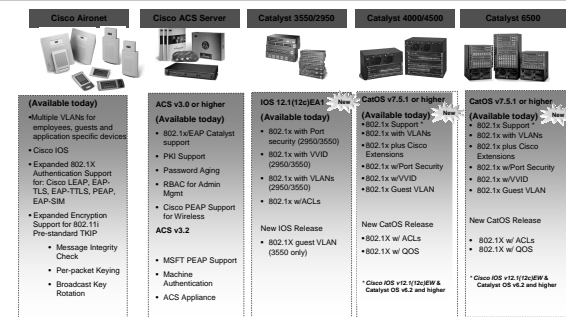 Cisco Aironet
Cisco ACS Server
Catalyst 3550/2950
Catalyst 4000/4500
Catalyst 6500
(Available today)
•Multiple VLANs for
employees, guests and
application specific devices
• Cisco IOS
• Expanded 802.1X
Authentication Support
for: Cisco LEAP, EAP-
TLS, EAP-TTLS, PEAP,
EAP-SIM
• Expanded Encryption
Support for 802.11i
Pre-standard TKIP
• Message Integrity
Check
• Per-packet Keying
• Broadcast Key
Rotation
ACS v3.0 or higher
(Available today)
• 802.1x/EAP Catalyst
support
• PKI Support
• Password Aging
• RBAC for Admin
Mgmt
• Cisco PEAP Support
for Wireless
ACS v3.2
• MSFT PEAP Support
• Machine
Authentication
• ACS Appliance
IOS 12.1(12c)EA1
New
(Available today)
• 802.1x with Port
security (2950/3550)
• 802.1x with VVID
(2950/3550)
• 802.1x with VLANs
(2950/3550)
• 802.1x w/ACLs
New IOS Release
• 802.1X guest VLAN
(3550 only)
CatOS v7.5.1 or higher
(Available today)
New
• 802.1x Support *
• 802.1x with VLANs
• 802.1x plus Cisco
Extensions
• 802.1x w/Port Security
• 802.1x w/VVID
• 802.1x Guest VLAN
New CatOS Release
• 802.1X w/ ACLs
• 802.1X w/ QOS
* Cisco IOS v12.1(12c)EW &
Catalyst OS v6.2 and higher
CatOS v7.5.1 or higher
(Available today)
New
• 802.1x Support *
• 802.1x with VLANs
• 802.1x plus Cisco
Extensions
• 802.1x w/Port Security
• 802.1x w/VVID
• 802.1x Guest VLAN
New CatOS Release
• 802.1X w/ ACLs
• 802.1X w/ QOS
* Cisco IOS v12.1(12c)EW &
Catalyst OS v6.2 and higher